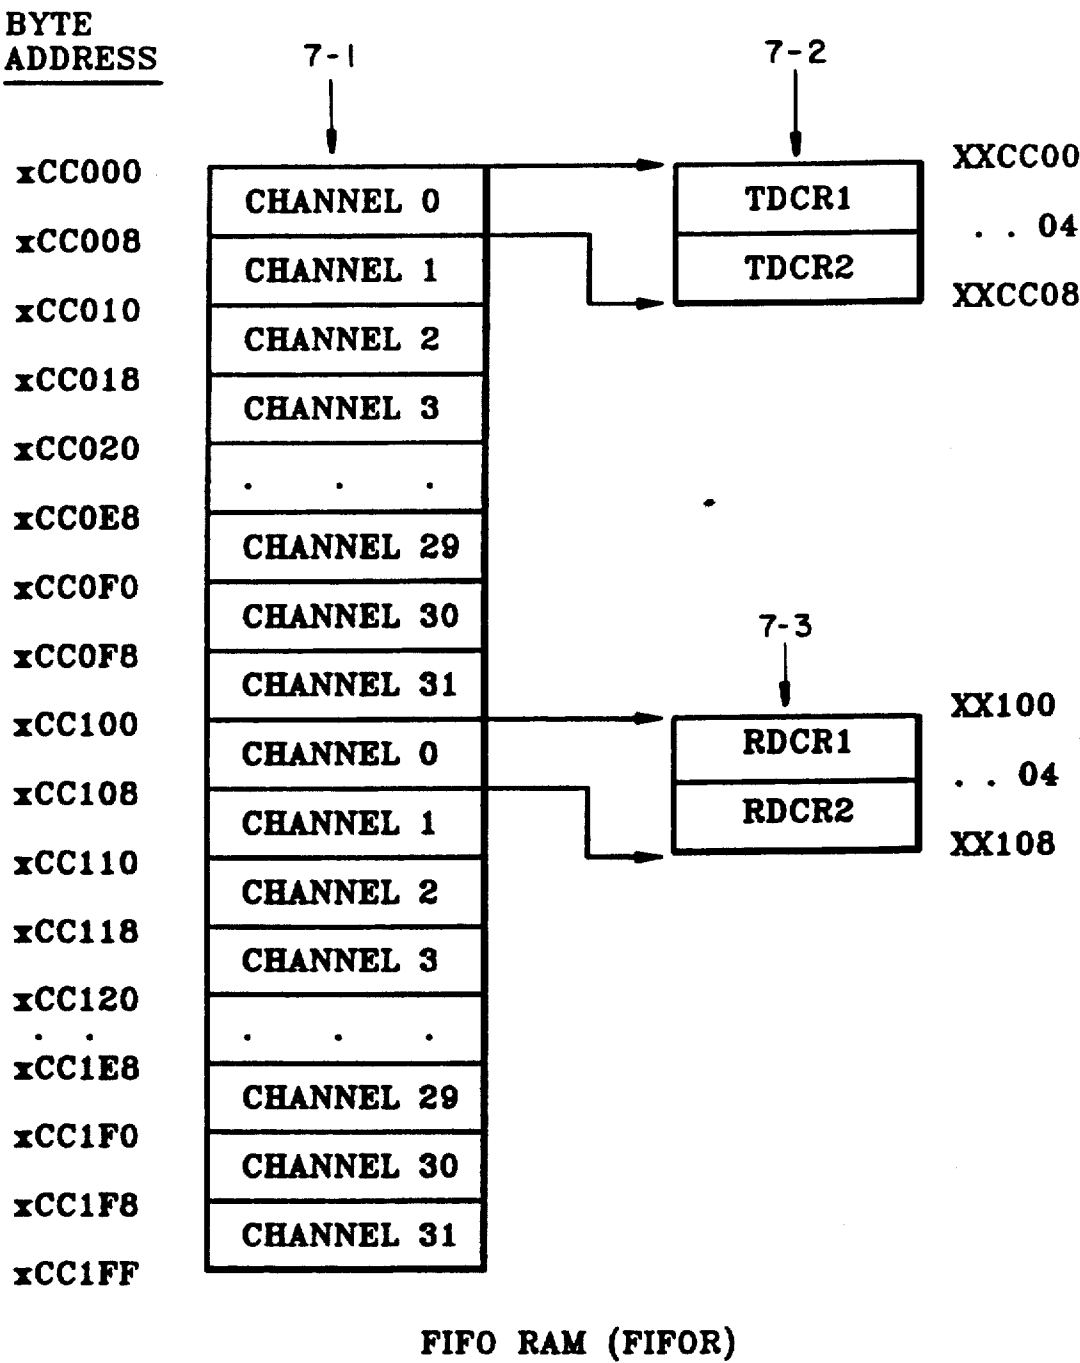 BYTE
ADDRESS
7-1
7-2
xCC000
XXCC00
CHANNEL 0
TDCR1
xCC008
. . 04
CHANNEL 1
TDCR2
xCC010
XXCC08
CHANNEL 2
xCC018
CHANNEL 3
xCC020
. . .
xCC0E8
CHANNEL 29
xCC0F0
CHANNEL 30
7-3
xCC0F8
CHANNEL 31
xCC100
XX100
CHANNEL 0
RDCR1
xCC108
. . 04
CHANNEL 1
RDCR2
xCC110
XX108
CHANNEL 2
xCC118
CHANNEL 3
xCC120
. . . . .
xCC1E8
CHANNEL 29
xCC1F0
CHANNEL 30
xCC1F8
CHANNEL 31
xCC1FF
FIFO RAM (FIFOR)